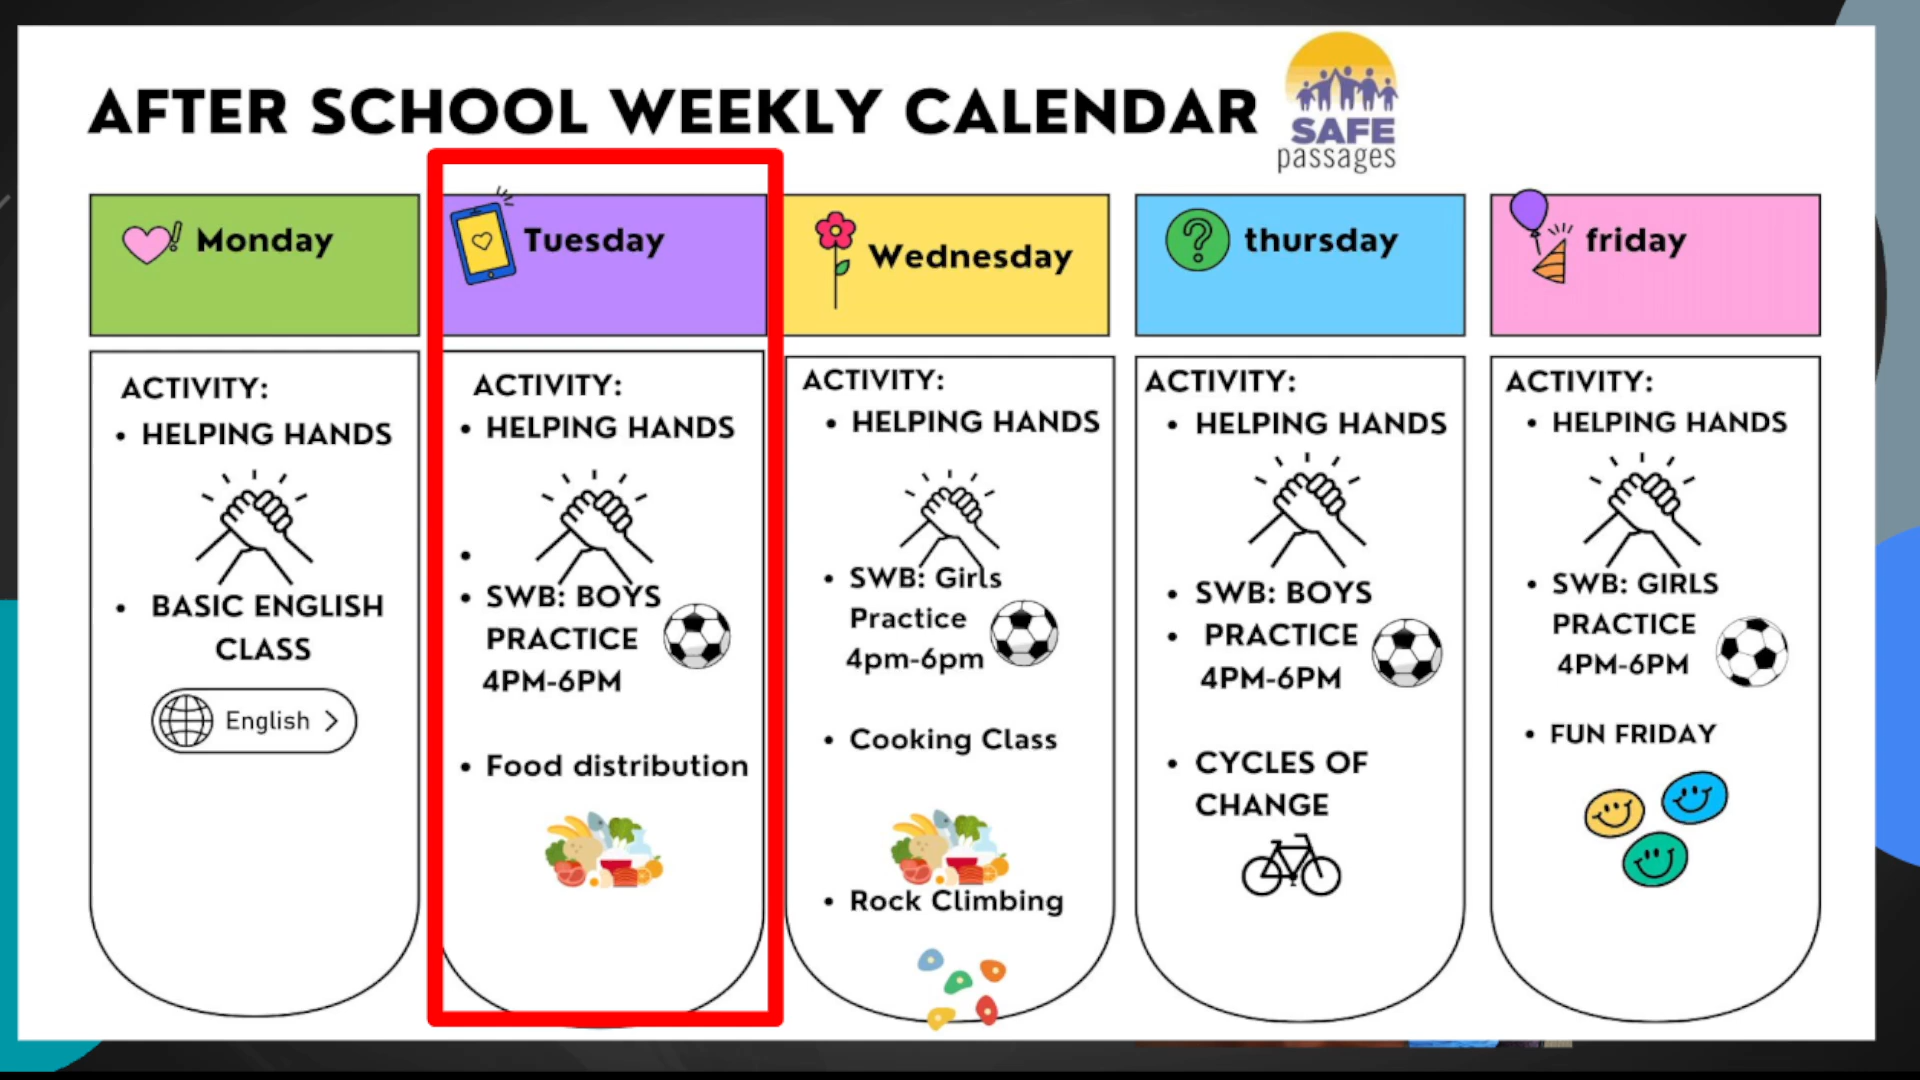 AFTER SCHOOL WEEKLY CALENDAR
SAFE
passages
Monday
ACTIVITY:
• HELPING HANDS
• BASIC ENGLISH
CLASS
English >
Tuesday
ACTIVITY:
• HELPING HANDS
•
• SWB: BOYS
PRACTICE
4PM-6PM
• Food distribution
Wednesday
ACTIVITY:
• HELPING HANDS
• SWB: Girls
Practice
4pm-6pm
• Cooking Class
• Rock Climbing
thursday
ACTIVITY:
• HELPING HANDS
• SWB: BOYS
• PRACTICE
4PM-6PM
• CYCLES OF
CHANGE
friday
ACTIVITY:
• HELPING HANDS
• SWB: GIRLS
PRACTICE
4PM-6PM
• FUN FRIDAY